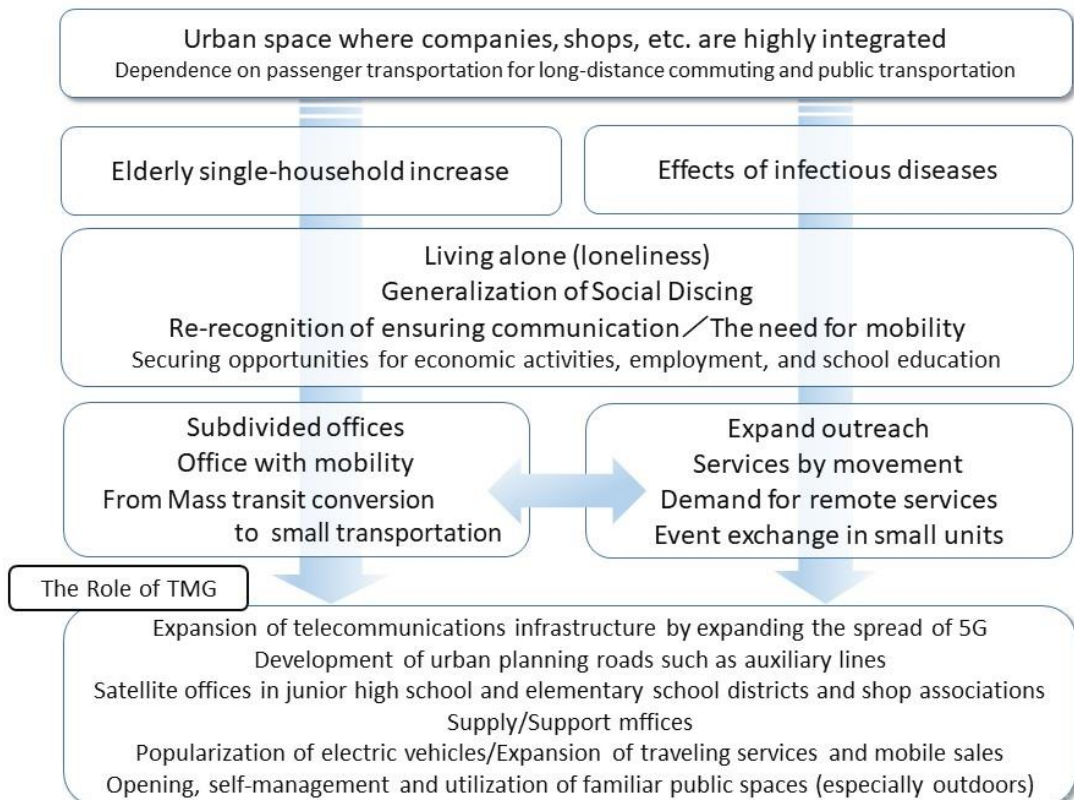 Urban space where companies, shops, etc. are highly integrated
Dependence on passenger transportation for long-distance commuting and public transportation
Elderly single-household increase
Effects of infectious diseases
Living alone (loneliness)
Generalization of Social Discing
Re-recognition of ensuring communication／The need for mobility
Securing opportunities for economic activities, employment, and school education
Subdivided offices
Office with mobility
From Mass transit conversion
to small transportation
Expand outreach
Services by movement
Demand for remote services
Event exchange in small units
The Role of TMG
Expansion of telecommunications infrastructure by expanding the spread of 5G
Development of urban planning roads such as auxiliary lines
Satellite offices in junior high school and elementary school districts and shop associations
Supply/Support mffices
Popularization of electric vehicles/Expansion of traveling services and mobile sales
Opening, self-management and utilization of familiar public spaces (especially outdoors)